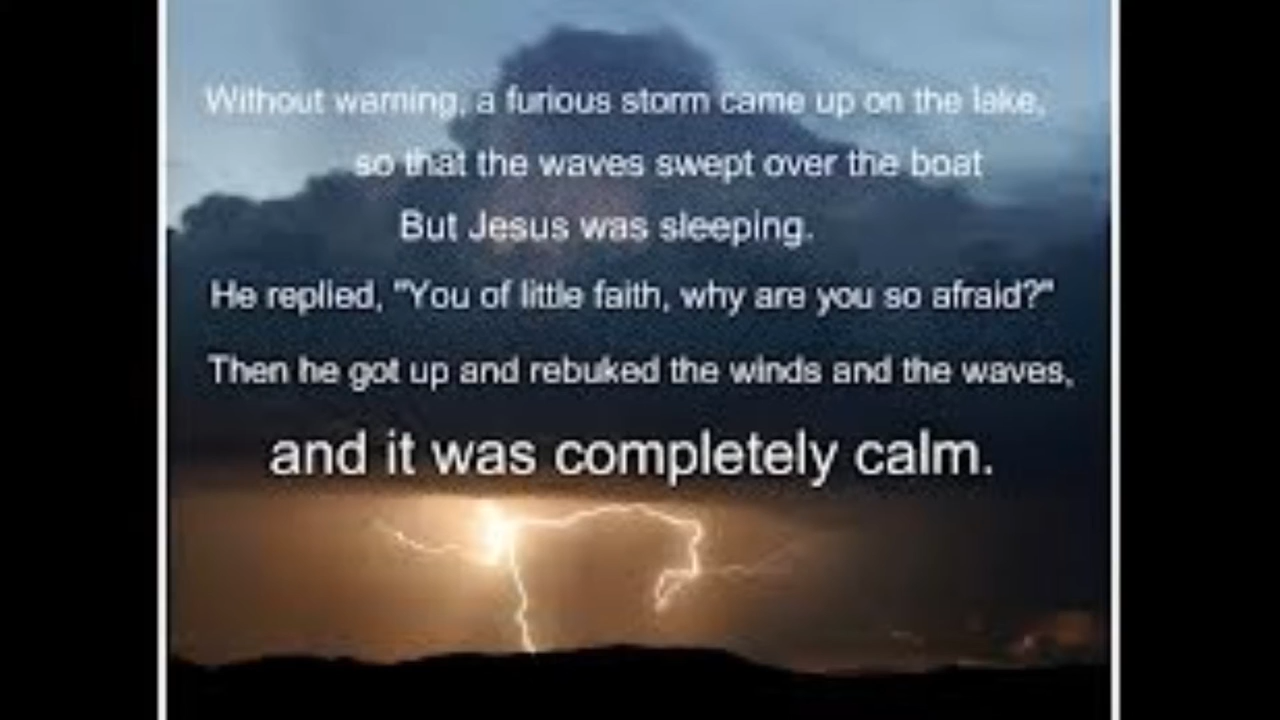 Without warning, a furious storm came up on the lake,
so that the waves swept over the boat
But Jesus was sleeping.
He replied, "You of little faith, why are you so afraid?"
Then he got up and rebuked the winds and the waves,
and it was completely calm.